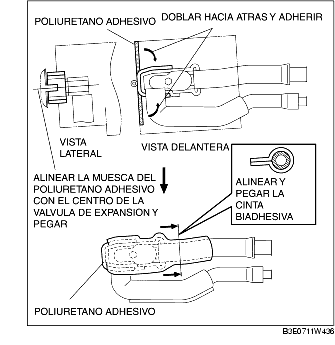 POLIURETANO ADHESIVO
DOBLAR HACIA ATRAS Y ADHERIR
VISTA
LATERAL
VISTA DELANTERA
ALINEAR LA MUESCA DEL
POLIURETANO ADHESIVO
CON EL CENTRO DE LA
VALVULA DE EXPANSION Y
PEGAR
ALINEAR Y
PEGAR LA
CINTA
BIADHESIVA
POLIURETANO ADHESIVO
B3E0711W436